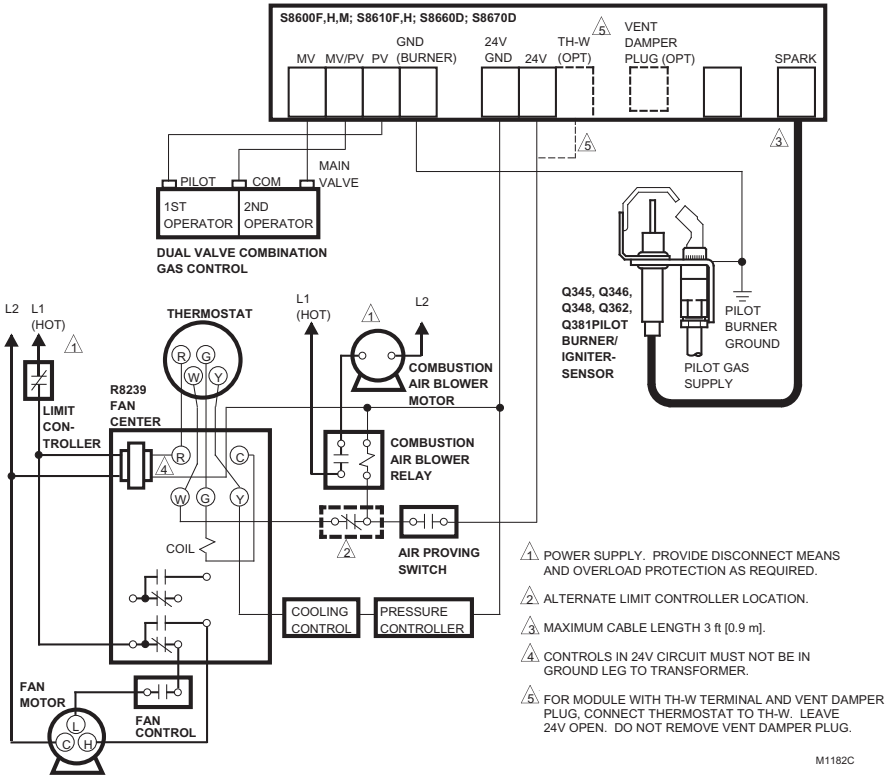 S8600F,H,M; S8610F,H; S8660D; S8670D
MV
MV/PV
PV
GND
(BURNER)
24V
GND
24V
TH-W
(OPT)
5
VENT
DAMPER
PLUG (OPT)
SPARK
5
3
PILOT
COM
MAIN
VALVE
1ST
OPERATOR
2ND
OPERATOR
DUAL VALVE COMBINATION
GAS CONTROL
Q345, Q346,
Q348, Q362,
Q381PILOT
BURNER/
IGNITER-
SENSOR
PILOT
BURNER
GROUND
PILOT GAS
SUPPLY
L2
L1
(HOT)
1
THERMOSTAT
R
G
W
Y
L1
(HOT)
1
L2
COMBUSTION
AIR BLOWER
MOTOR
LIMIT
CON-
TROLLER
R8239
FAN
CENTER
4
R
C
W
G
Y
COIL
COMBUSTION
AIR BLOWER
RELAY
2
AIR PROVING
SWITCH
COOLING
CONTROL
PRESSURE
CONTROLLER
FAN
MOTOR
L
C
H
FAN
CONTROL
1 POWER SUPPLY. PROVIDE DISCONNECT MEANS
AND OVERLOAD PROTECTION AS REQUIRED.
2 ALTERNATE LIMIT CONTROLLER LOCATION.
3 MAXIMUM CABLE LENGTH 3 ft [0.9 m].
4 CONTROLS IN 24V CIRCUIT MUST NOT BE IN
GROUND LEG TO TRANSFORMER.
5 FOR MODULE WITH TH-W TERMINAL AND VENT DAMPER
PLUG, CONNECT THERMOSTAT TO TH-W. LEAVE
24V OPEN. DO NOT REMOVE VENT DAMPER PLUG.
M1182C